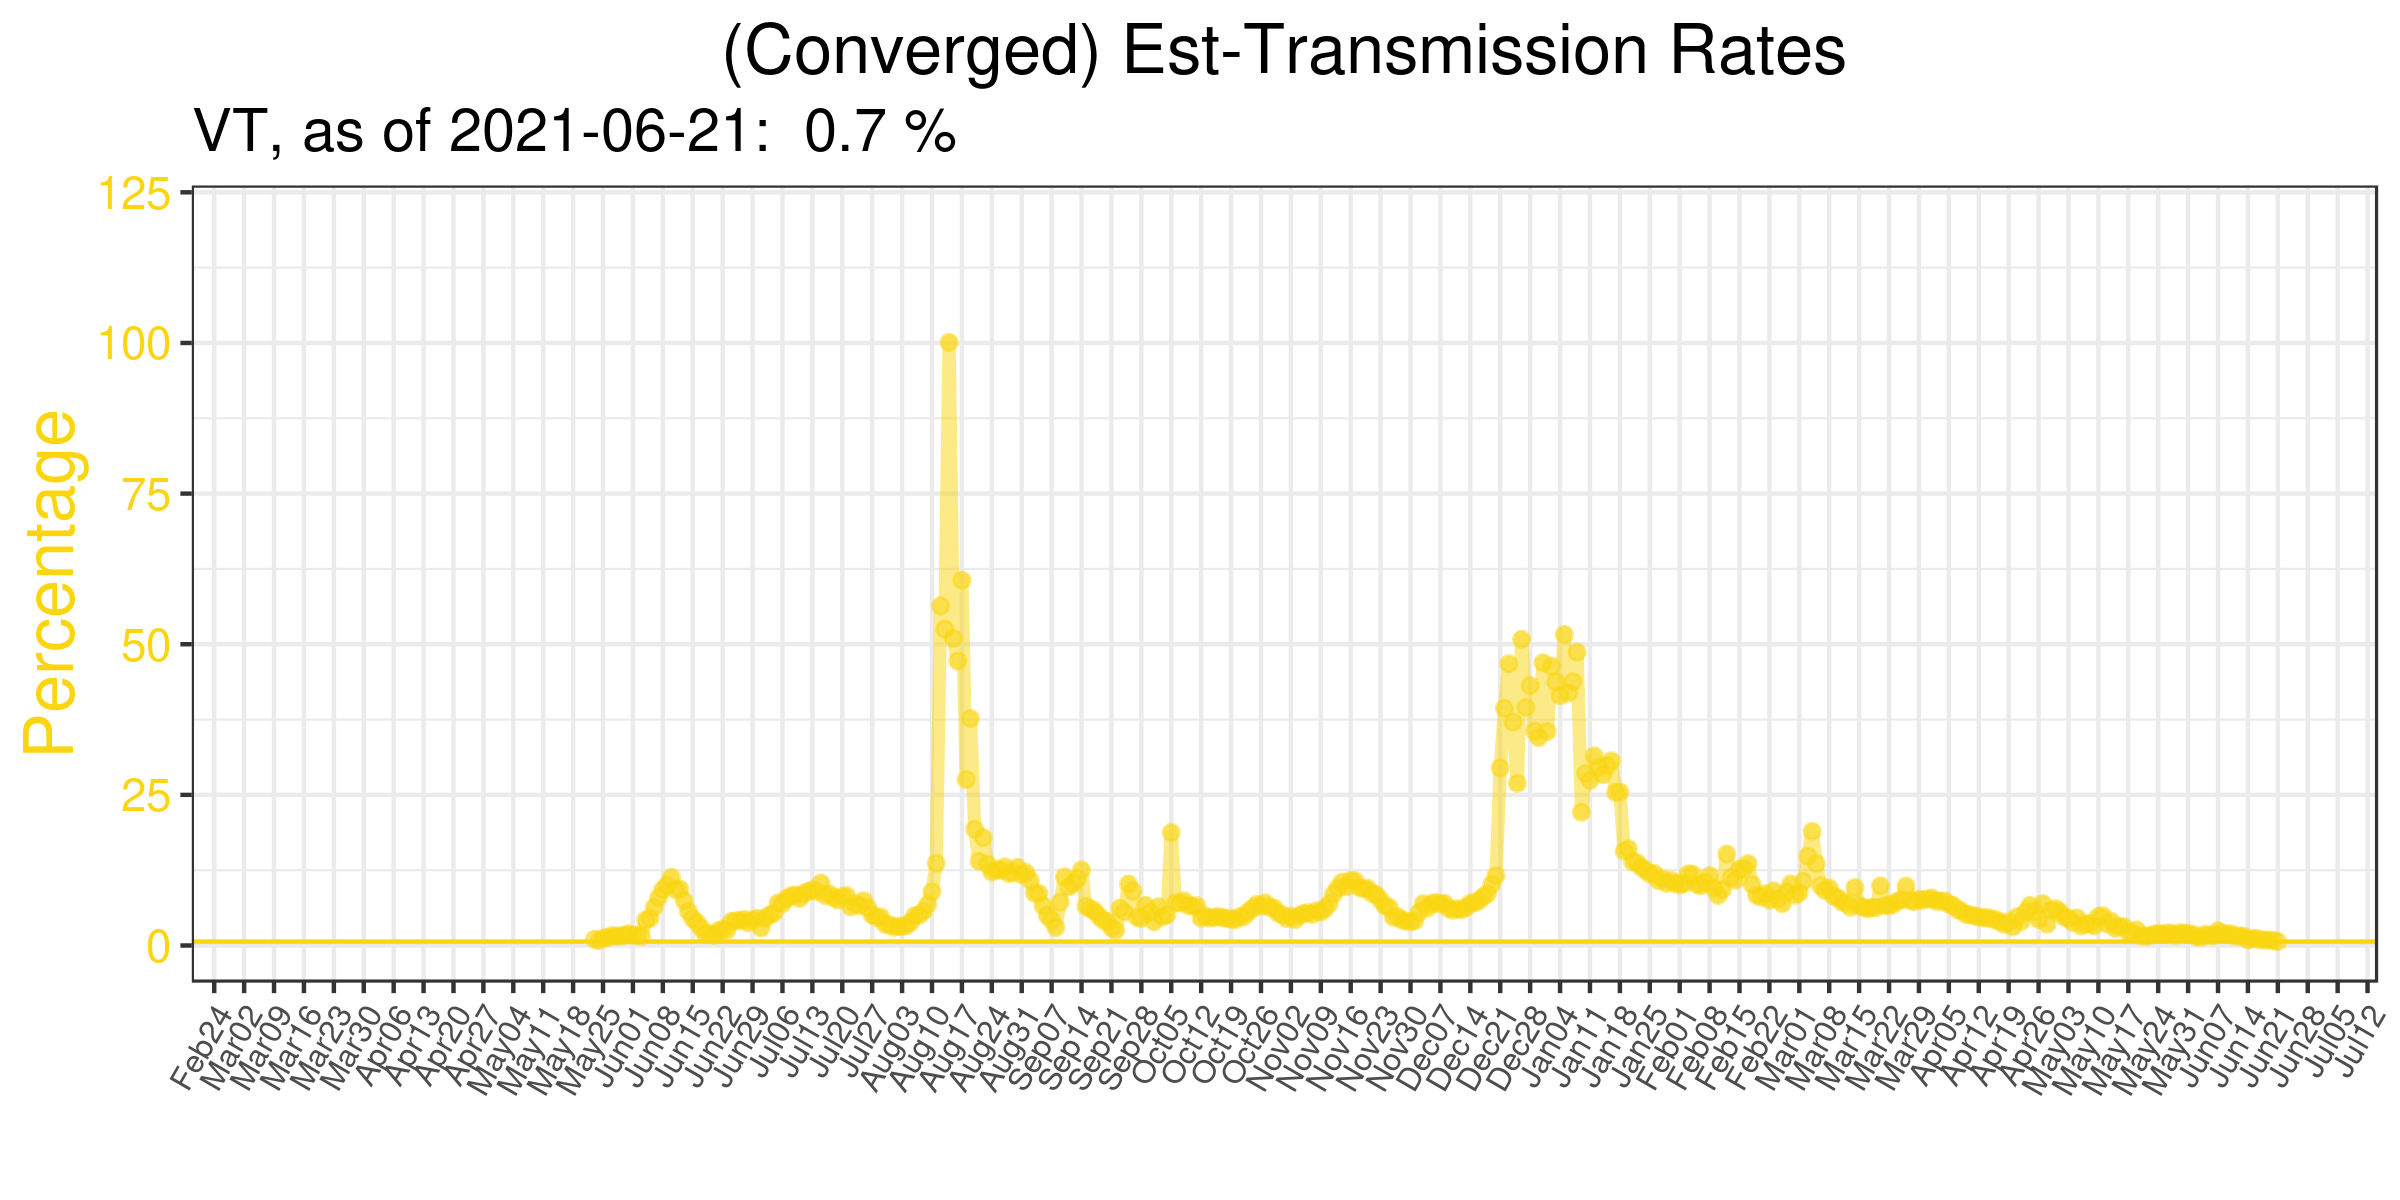 (Converged) Est-Transmission Rates
VT, as of 2021-06-21: 0.7 %
Percentage
125
100
75
50
25
0
Feb24
Mar02
Mar09
Mar16
Mar23
Mar30
Apr06
Apr13
Apr20
Apr27
May04
May11
May18
May25
Jun01
Jun08
Jun15
Jun22
Jun29
Jul06
Jul13
Jul20
Jul27
Aug03
Aug10
Aug17
Aug24
Aug31
Sep07
Sep14
Sep21
Sep28
Oct05
Oct12
Oct19
Oct26
Nov02
Nov09
Nov16
Nov23
Nov30
Dec07
Dec14
Dec21
Dec28
Jan04
Jan11
Jan18
Jan25
Feb01
Feb08
Feb15
Feb22
Mar01
Mar08
Mar15
Mar22
Mar29
Apr05
Apr12
Apr19
Apr26
May03
May10
May17
May24
May31
Jun07
Jun14
Jun21
Jun28
Jul05
Jul12